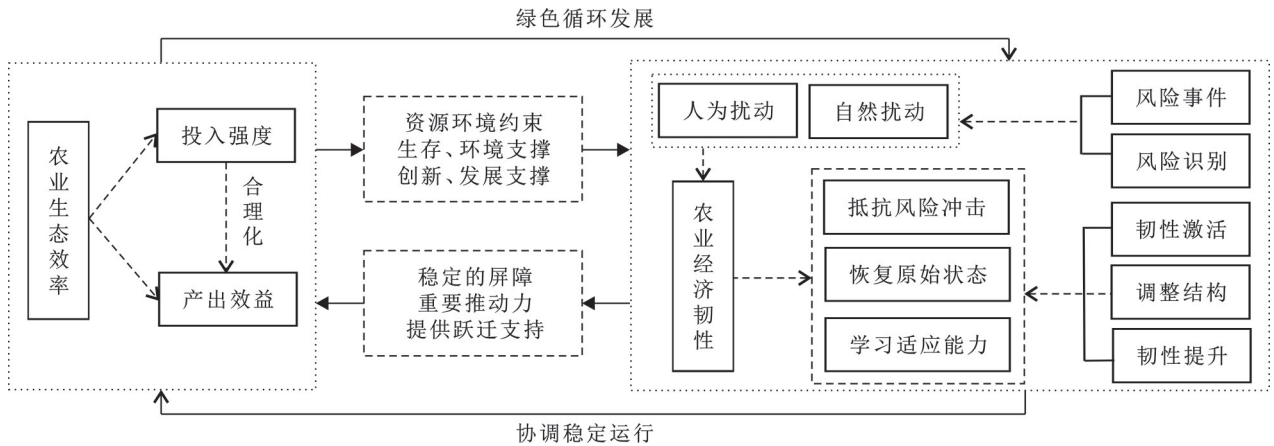 绿色循环发展
农业生态效率
投入强度
合理化
产出效益
资源环境约束
生存、环境支撑
创新、发展支撑
稳定的屏障
重要推动力
提供跃迁支持
人为扰动
自然扰动
农业经济韧性
抵抗风险冲击
恢复原始状态
学习适应能力
风险事件
风险识别
韧性激活
调整结构
韧性提升
协调稳定运行